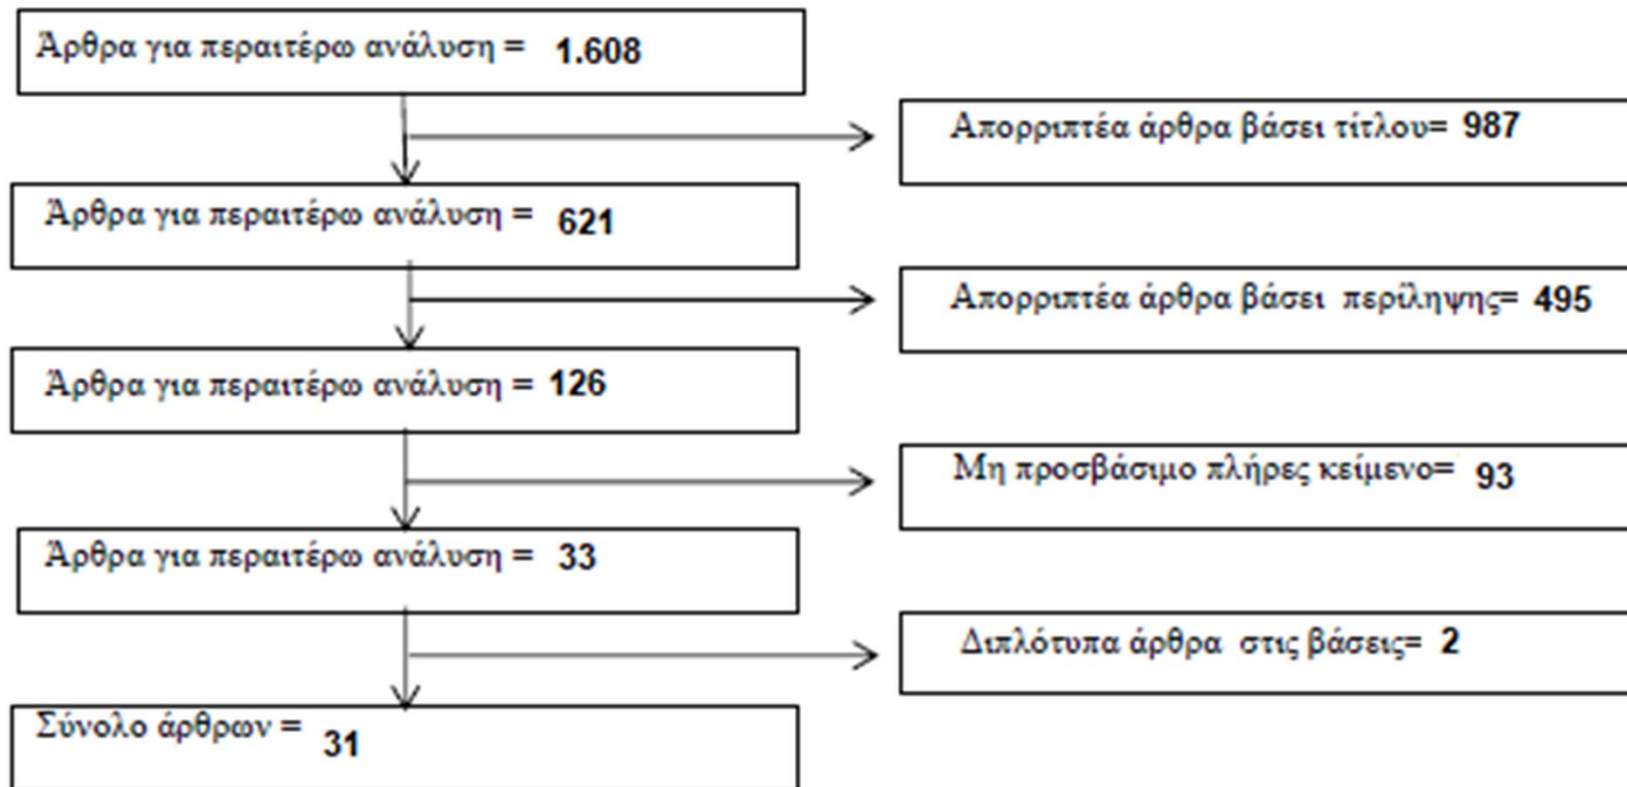 Άρθρα για περαιτέρω ανάλυση = 1.608
Απορριπτέα άρθρα βάσει τίτλου= 987
Άρθρα για περαιτέρω ανάλυση = 621
Απορριπτέα άρθρα βάσει περίληψης= 495
Άρθρα για περαιτέρω ανάλυση = 126
Μη προσβάσιμο πλήρες κείμενο= 93
Άρθρα για περαιτέρω ανάλυση = 33
Διπλότυπα άρθρα στις βάσεις= 2
Σύνολο άρθρων = 31